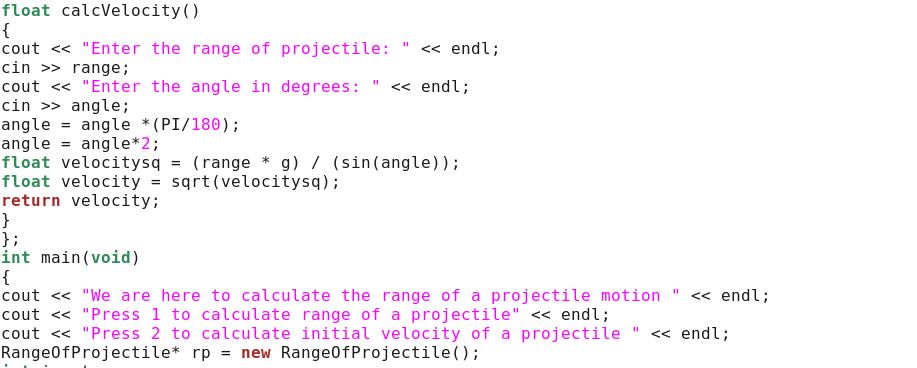 float calcVelocity()
{
cout << "Enter the range of projectile: " << endl;
cin >> range;
cout << "Enter the angle in degrees: " << endl;
cin >> angle;
angle = angle *(PI/180);
angle = angle*2;
float velocitysq = (range * g) / (sin(angle));
float velocity = sqrt(velocitysq);
return velocity;
}
};
int main(void)
{
cout << "We are here to calculate the range of a projectile motion " << endl;
cout << "Press 1 to calculate range of a projectile" << endl;
cout << "Press 2 to calculate initial velocity of a projectile " << endl;
RangeOfProjectile* rp = new RangeOfProjectile();